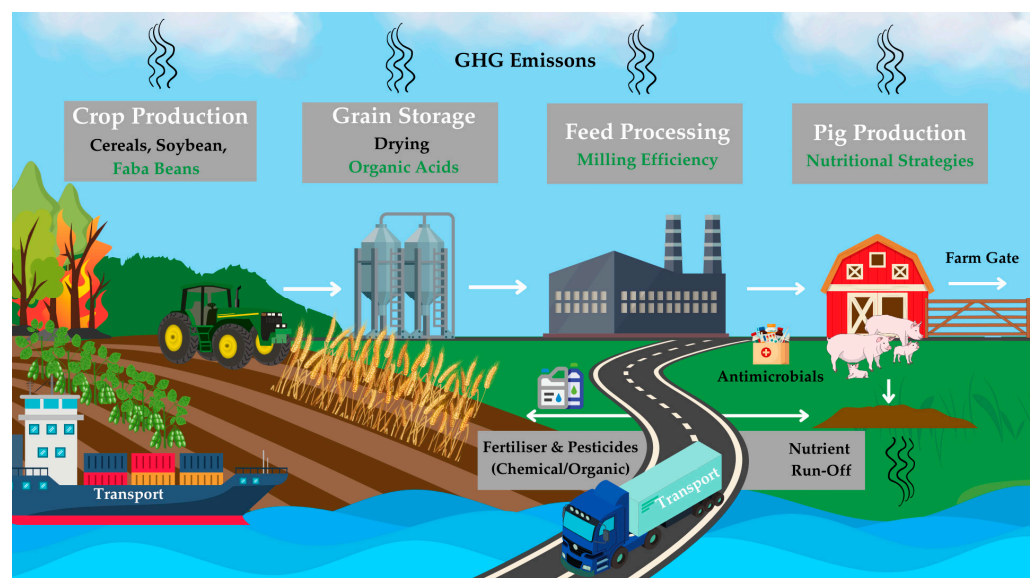 GHG Emissons
Crop Production
Cereals, Soybean,
Faba Beans
Grain Storage
Drying
Organic Acids
Feed Processing
Milling Efficiency
Pig Production
Nutritional Strategies
Farm Gate
Antimicrobials
Fertiliser & Pesticides
(Chemical/Organic)
Nutrient
Run-Off
Transport
Transport